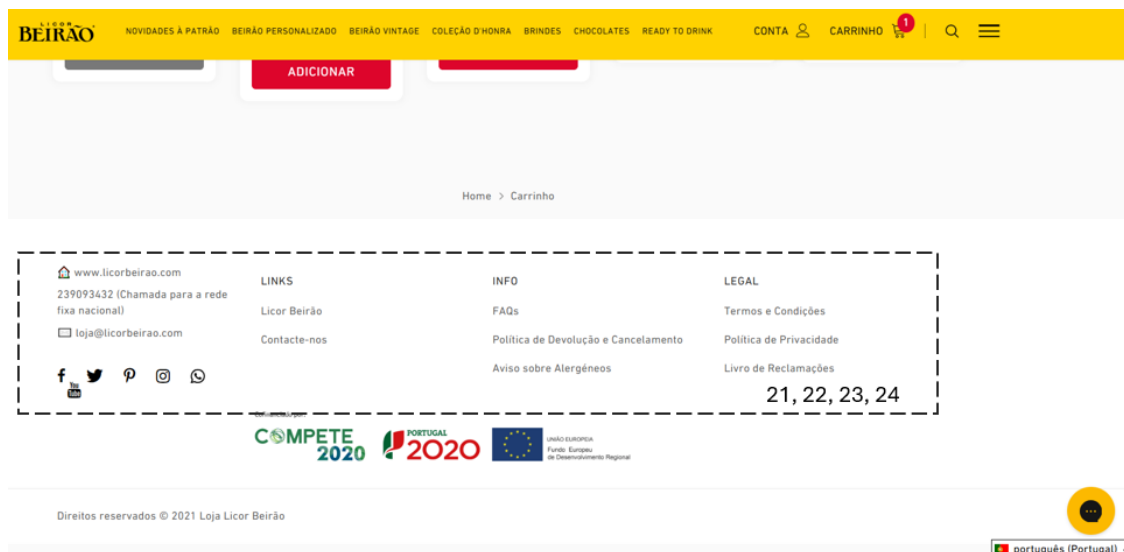 LICOR
BEIRÃO
NOVIDADES À PATRÃO BEIRÃO PERSONALIZADO BEIRÃO VINTAGE COLEÇÃO D'HONRA BRINDES CHOCOLATES READY TO DRINK CONTA CARRINHO 1
ADICIONAR
Home > Carrinho
www.licorbeirao.com
239093432 (Chamada para a rede
fixa nacional)
loja@licorbeirao.com
You
Tube
LINKS
Licor Beirão
Contacte-nos
INFO
FAQs
Política de Devolução e Cancelamento
Aviso sobre Alergéneos
LEGAL
Termos e Condições
Política de Privacidade
Livro de Reclamações
21, 22, 23, 24
Cofinanciado por:
COMPETE
2020
PORTUGAL
2020
UNIÃO EUROPEIA
Fundo Europeu
de Desenvolvimento Regional
Direitos reservados © 2021 Loja Licor Beirão
português (Portugal)